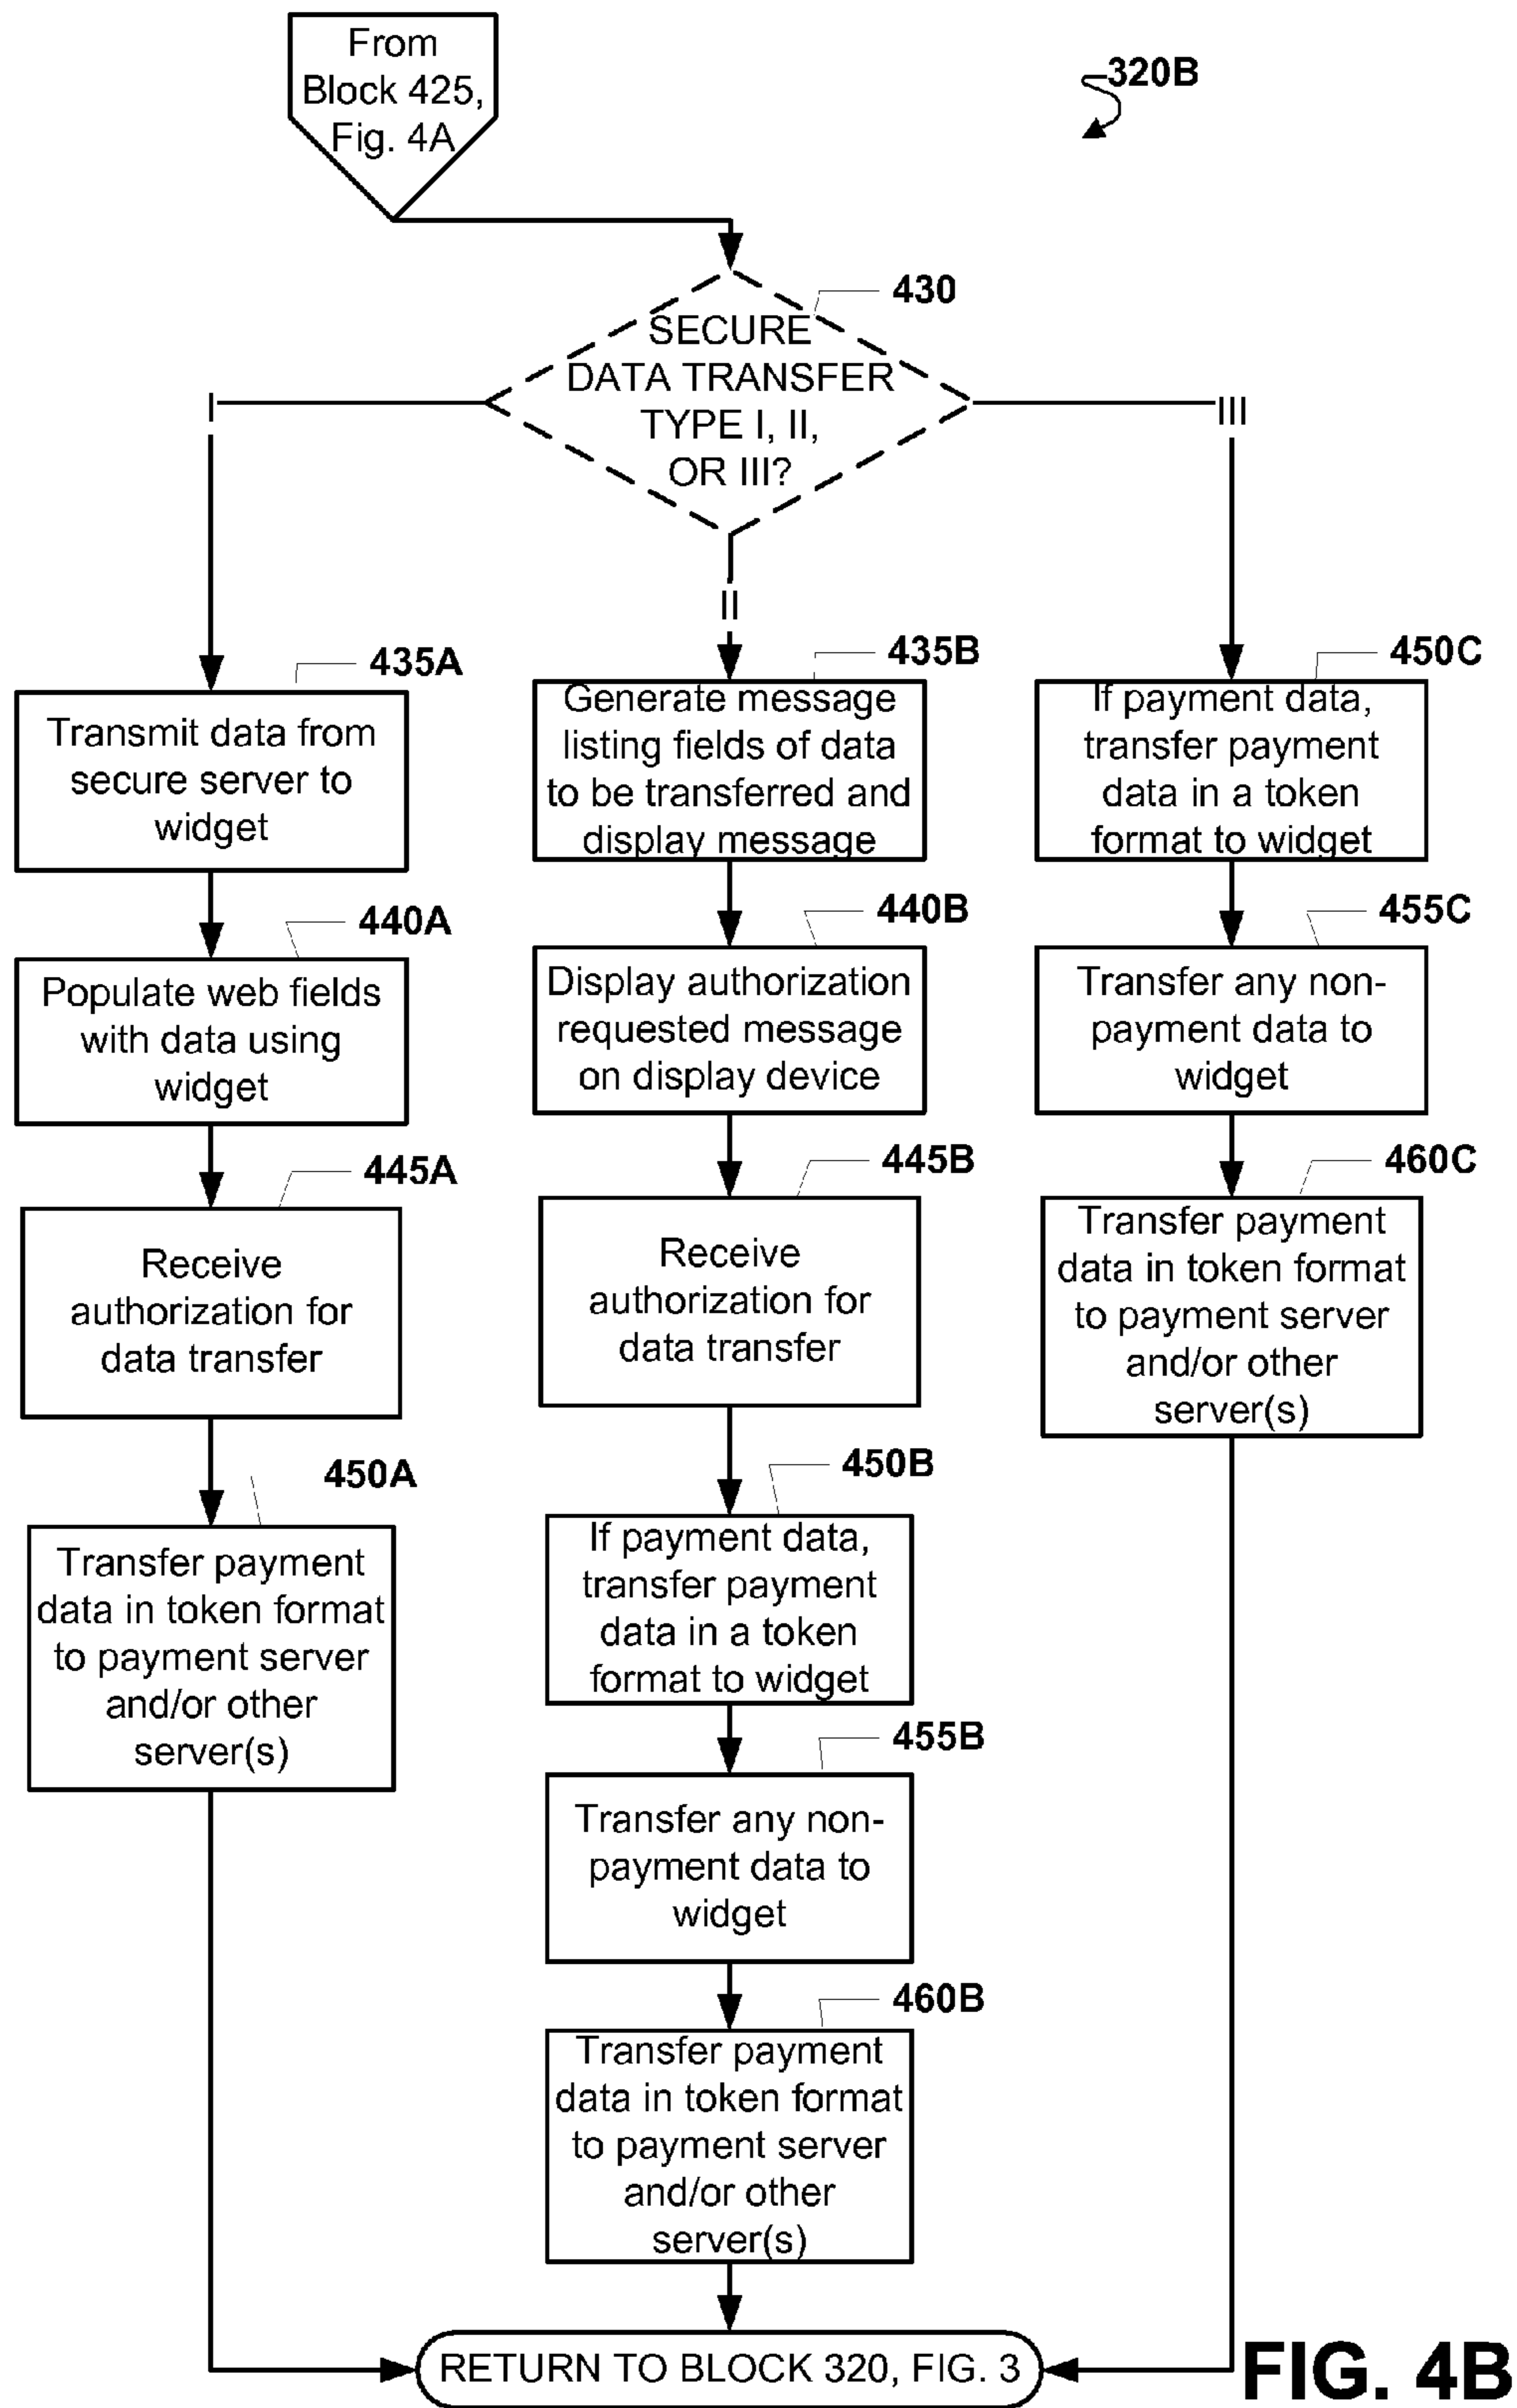 From
Block 425,
Fig. 4A
320B
430
SECURE
DATA TRANSFER
TYPE I, II,
OR III?
I
III
II
435A
Transmit data from
secure server to
widget
440A
Populate web fields
with data using
widget
445A
Receive
authorization for
data transfer
450A
Transfer payment
data in token format
to payment server
and/or other
server(s)
435B
Generate message
listing fields of data
to be transferred and
display message
440B
Display authorization
requested message
on display device
445B
Receive
authorization for
data transfer
450B
If payment data,
transfer payment
data in a token
format to widget
455B
Transfer any non-
payment data to
widget
460B
Transfer payment
data in token format
to payment server
and/or other
server(s)
450C
If payment data,
transfer payment
data in a token
format to widget
455C
Transfer any non-
payment data to
widget
460C
Transfer payment
data in token format
to payment server
and/or other
server(s)
RETURN TO BLOCK 320, FIG. 3
FIG. 4B